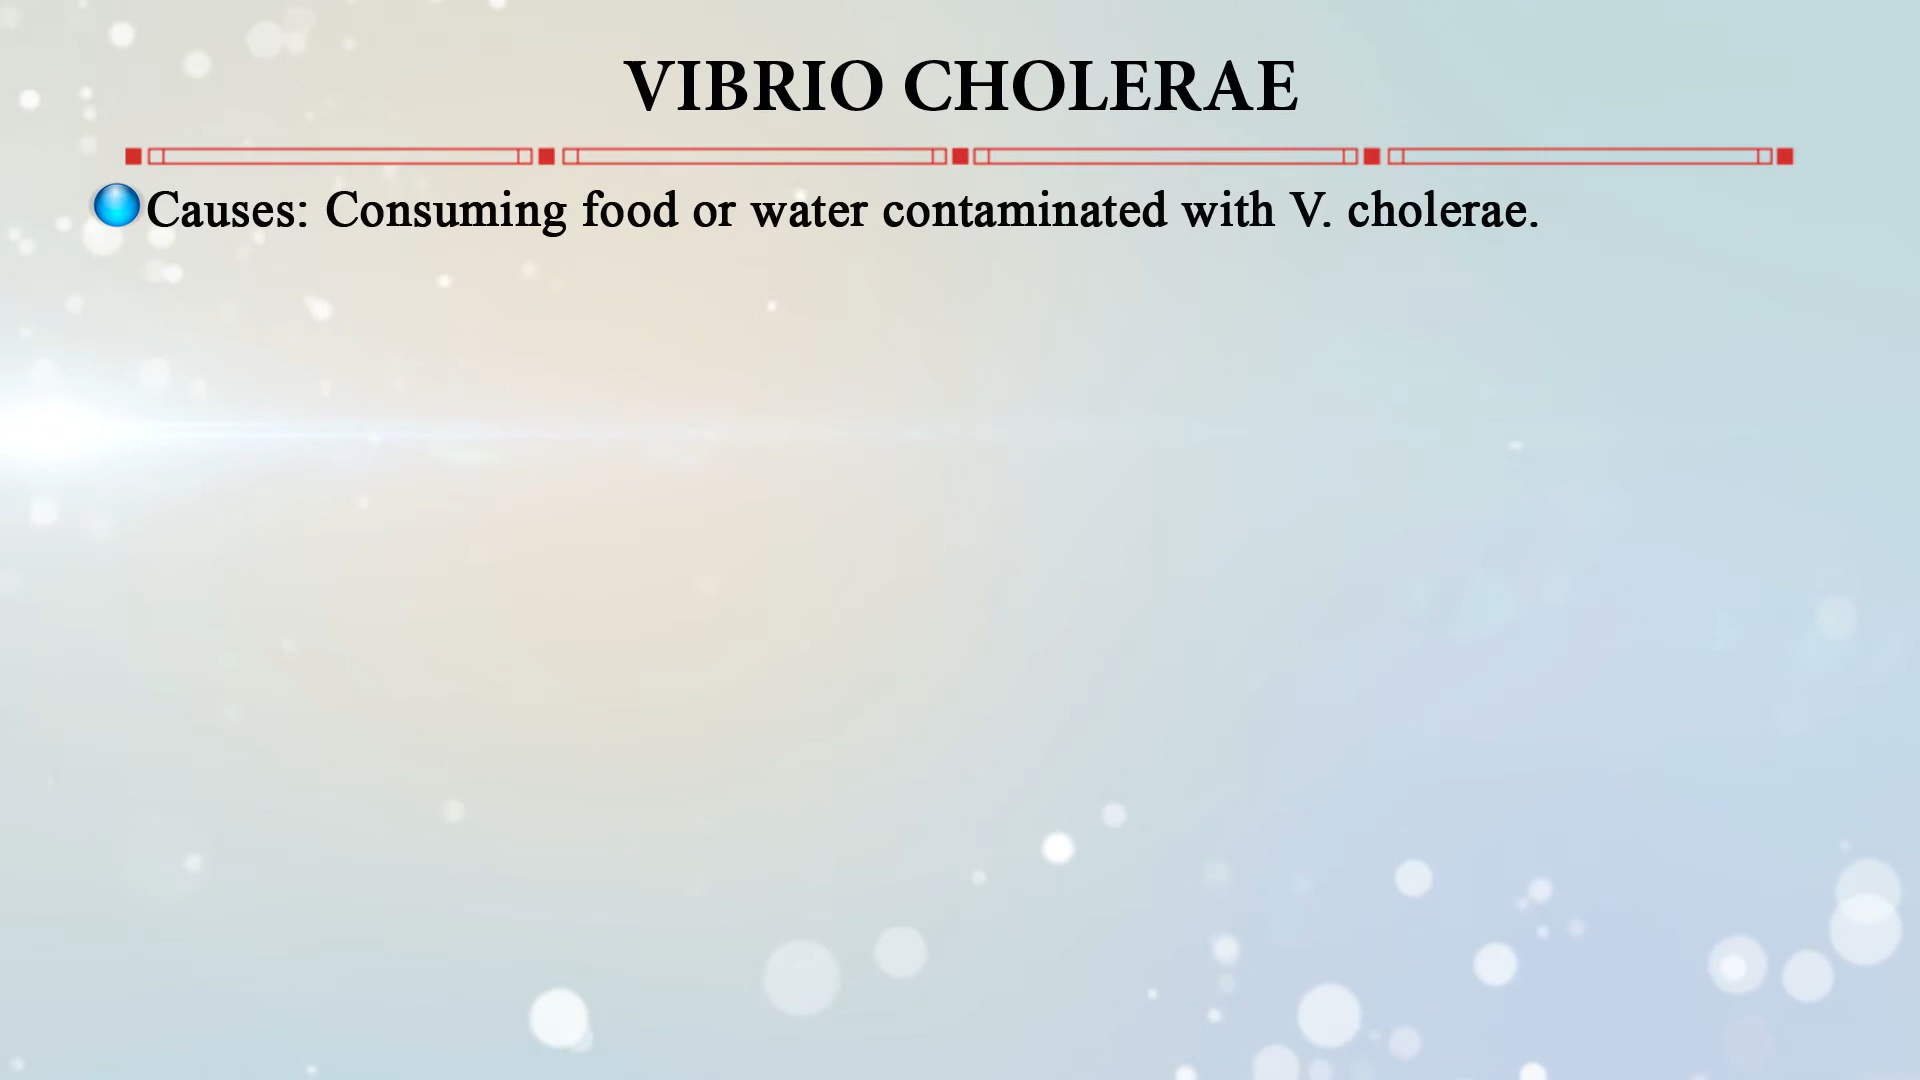 VIBRIO CHOLERAE
Causes: Consuming food or water contaminated with V. cholerae.